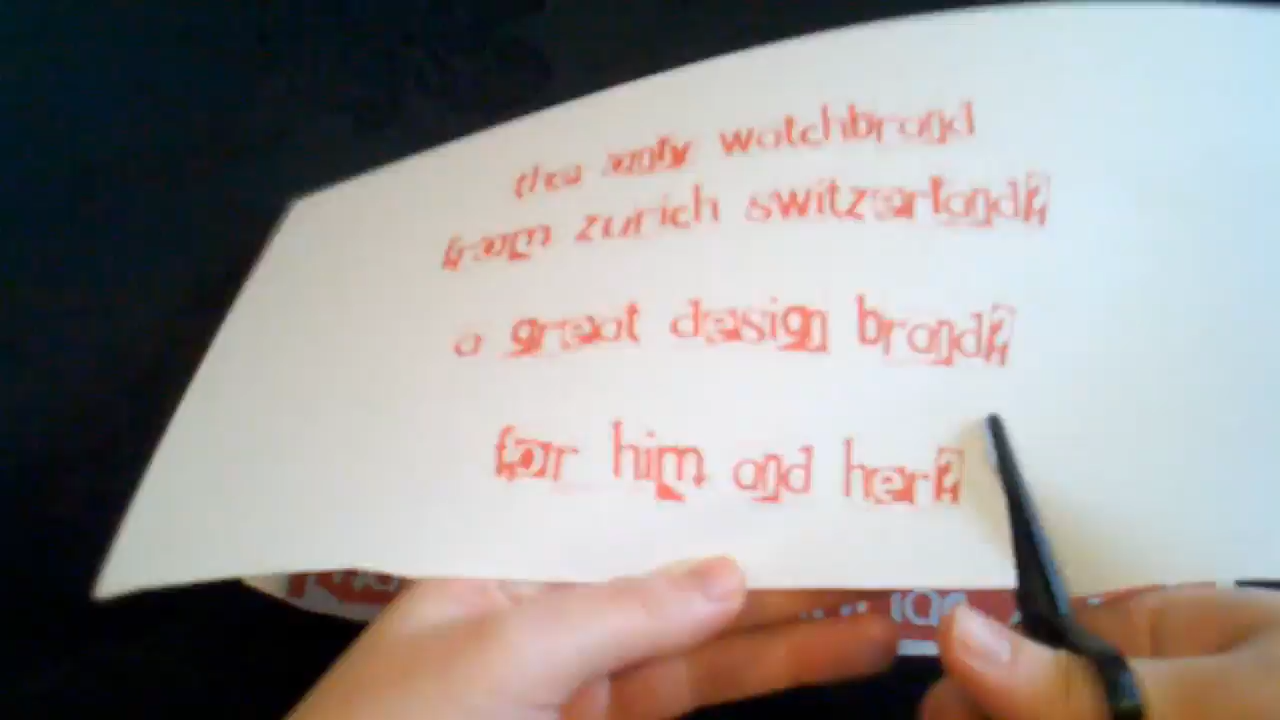 the only watchbrand
from zurich switzerland?
a great design brand?
for him and her?